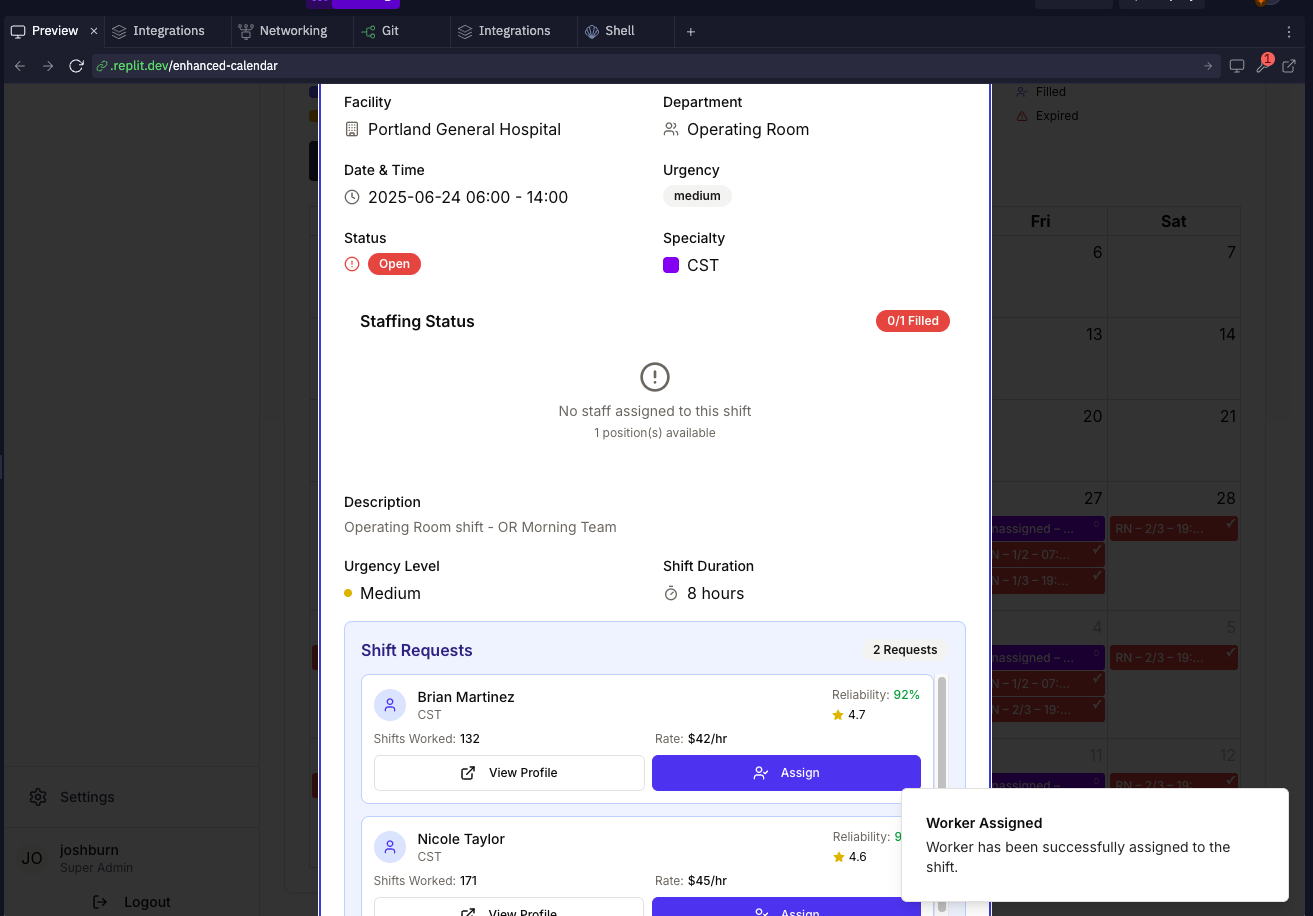 Preview
Integrations
Networking
Git
Integrations
Shell
.replit.dev/enhanced-calendar
1
Filled
Expired
Facility
Department
Portland General Hospital
Operating Room
Date & Time
Urgency
2025-06-24 06:00 - 14:00
medium
Status
Specialty
Open
CST
Staffing Status
0/1 Filled
No staff assigned to this shift
1 position(s) available
Description
Operating Room shift - OR Morning Team
Urgency Level
Shift Duration
Medium
8 hours
Shift Requests
2 Requests
Brian Martinez
CST
Reliability: 92%
4.7
Shifts Worked: 132
Rate: $42/hr
View Profile
Assign
Nicole Taylor
CST
Reliability: 9
4.6
Shifts Worked: 171
Rate: $45/hr
View Profile
Assign
Fri
Sat
6
7
13
14
20
21
27
28
nassigned – ...
RN – 2/3 – 19:...
N – 1/2 – 07:...
N – 1/3 – 19:...
4
5
nassigned – ...
RN – 2/3 – 19:...
N – 1/2 – 07:...
N – 2/3 – 19:...
11
12
nassigned – ...
RN – 2/3 – 19:...
Settings
JO
joshburn
Super Admin
Logout
Worker Assigned
Worker has been successfully assigned to the
shift.